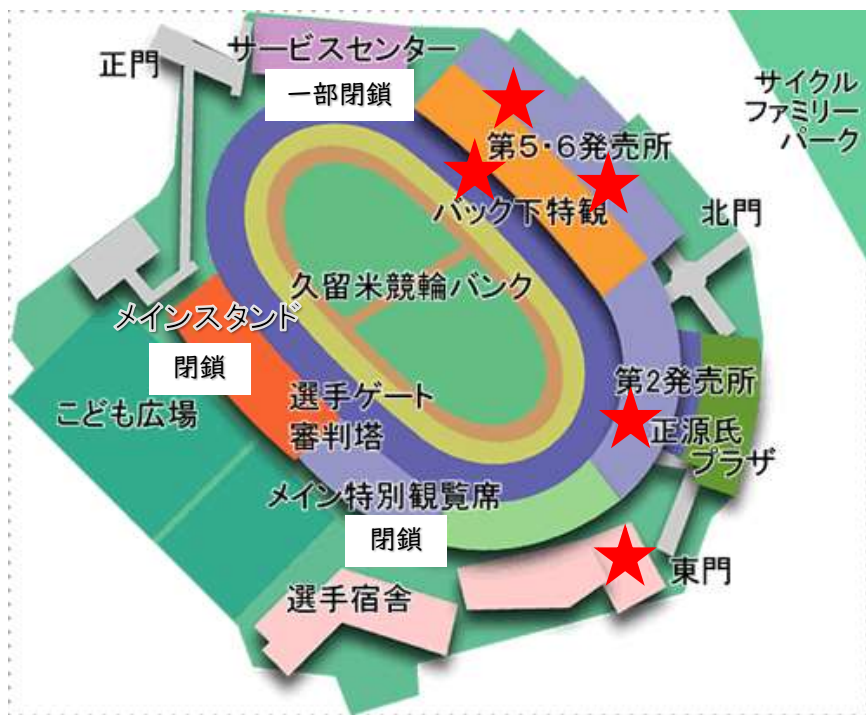 サービスセンター
正門
一部閉鎖
サイクル
ファミリー
パーク
第5・6発売所
バック下特観
北門
久留米競輪バンク
メインスタンド
閉鎖
第2発売所
選手ゲート
こども広場
審判塔
正源氏
プラザ
メイン特別観覧席
閉鎖
東門
選手宿舎